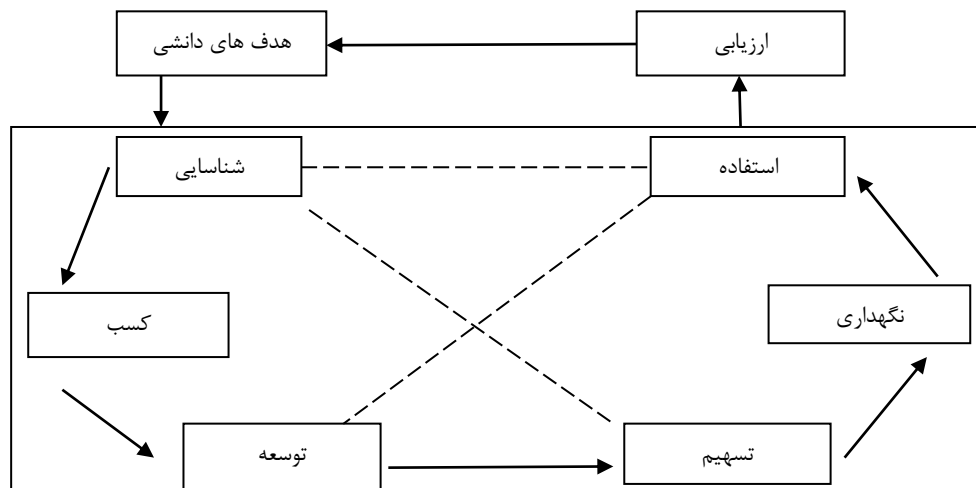 ارزیابی
هدف های دانشی
استفاده
شناسایی
نگهداری
کسب
تسهیم
توسعه